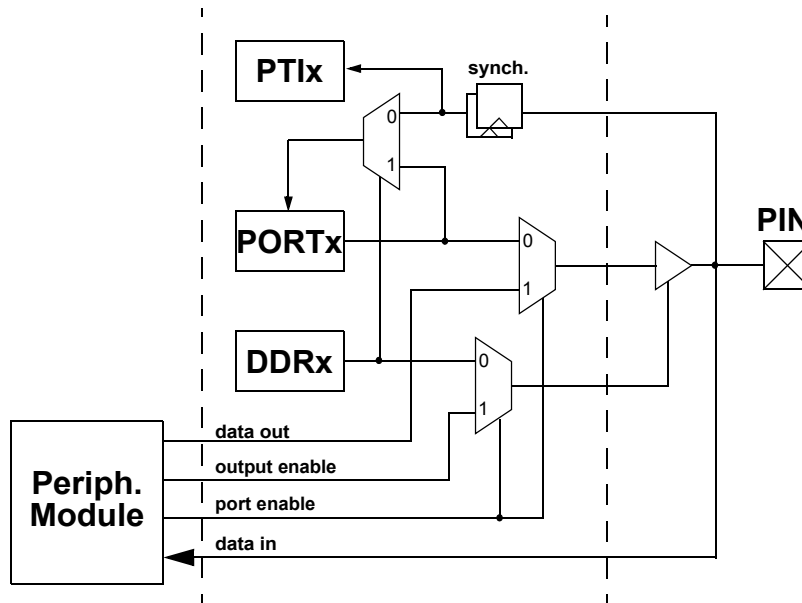 PTIx
synch.
0
1
PORTx
0
PIN
1
DDRx
0
1
data out
output enable
Periph.
Module
port enable
data in